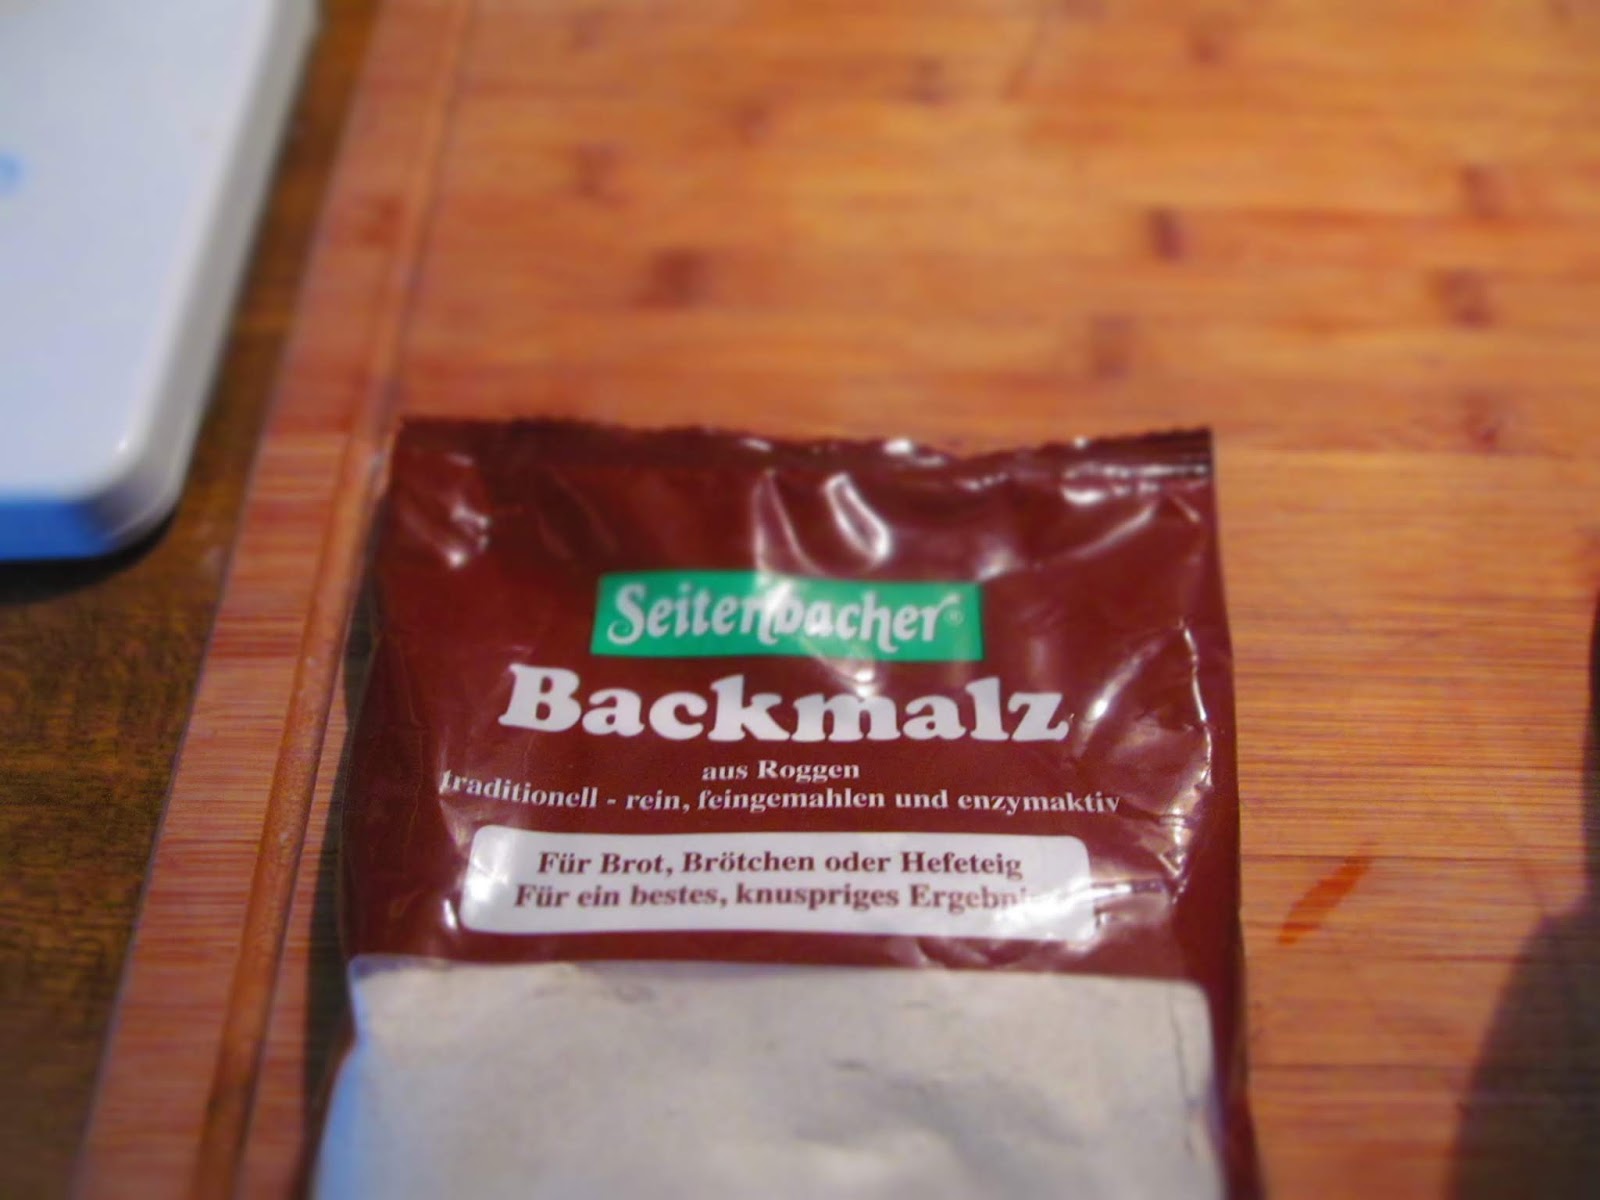 Seitenbacher®
Backmalz
aus Roggen
traditionell - rein, feingemahlen und enzymaktiv
Für Brot, Brötchen oder Hefeteig
Für ein bestes, knuspriges